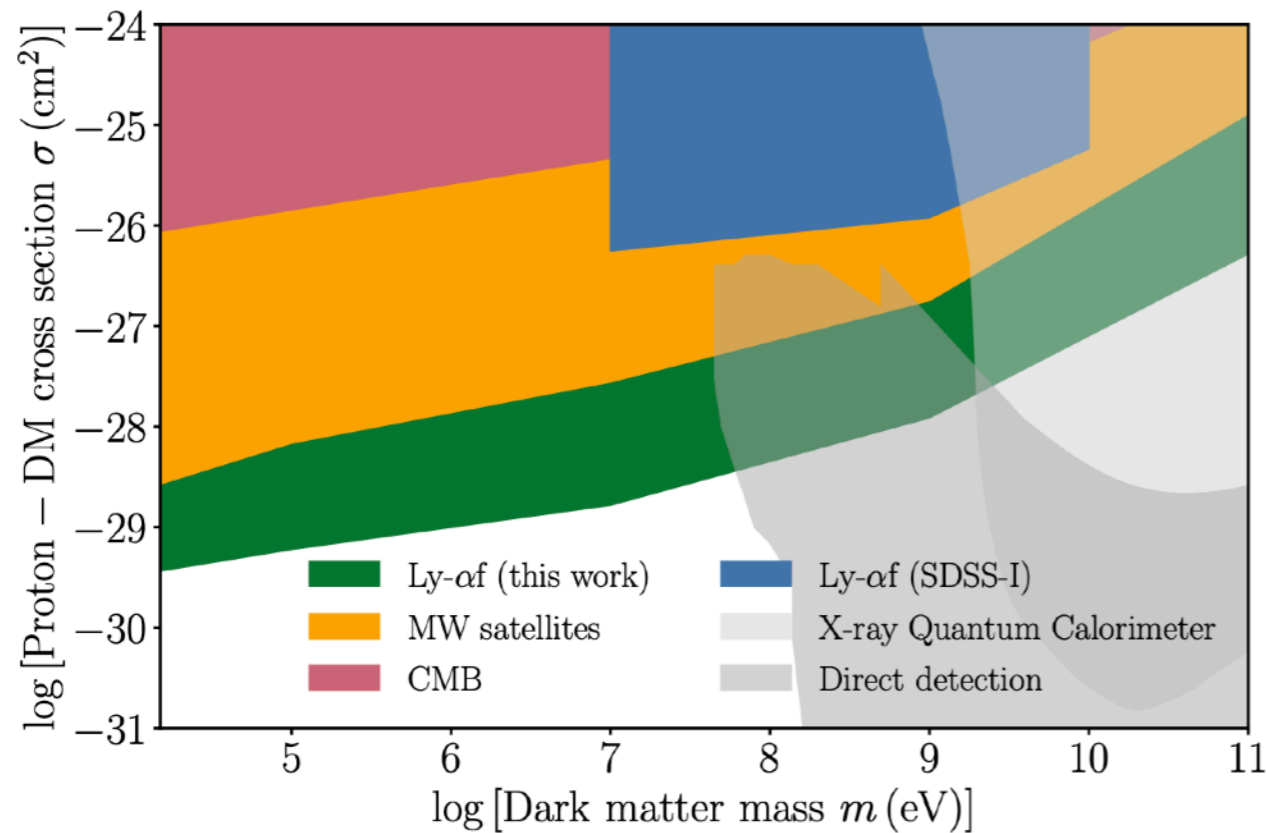 log [Proton − DM cross section σ (cm²)]
−24
−25
−26
−27
−28
−29
−30
−31
Ly-αf (this work)
MW satellites
CMB
Ly-αf (SDSS-I)
X-ray Quantum Calorimeter
Direct detection
5 6 7 8 9 10 11
log [Dark matter mass m (eV)]